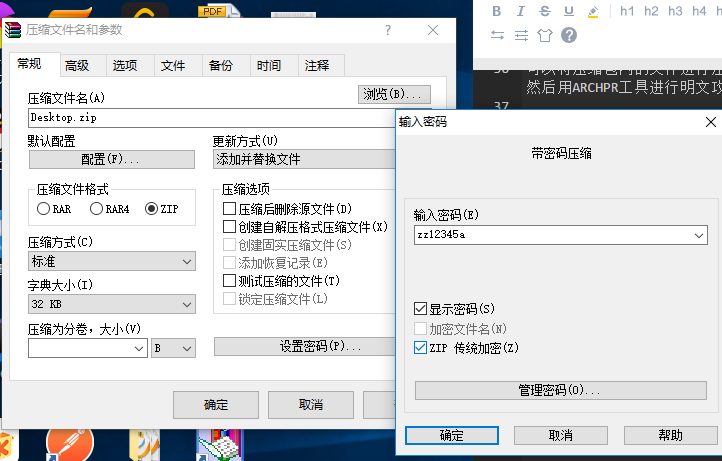 PDF
压缩文件名和参数
常规 高级 选项 文件 备份 时间 注释
压缩文件名(A)
浏览(B)...
Desktop.zip
默认配置
配置(F)...
更新方式(U)
添加并替换文件
压缩文件格式
RAR RAR4 ZIP
压缩方式(C)
标准
字典大小(I)
32 KB
压缩为分卷，大小(V)
B
压缩选项
压缩后删除源文件(D)
创建自解压格式压缩文件(X)
创建固实压缩文件(S)
添加恢复记录(E)
测试压缩的文件(T)
锁定压缩文件(L)
设置密码(P)...
确定 取消
B I S U h1 h2 h3 h4
然后用ARCHPR工具进行明文攻
37
输入密码
带密码压缩
输入密码(E)
zz12345a
显示密码(S)
加密文件名(N)
ZIP 传统加密(Z)
管理密码(O)...
确定 取消 帮助